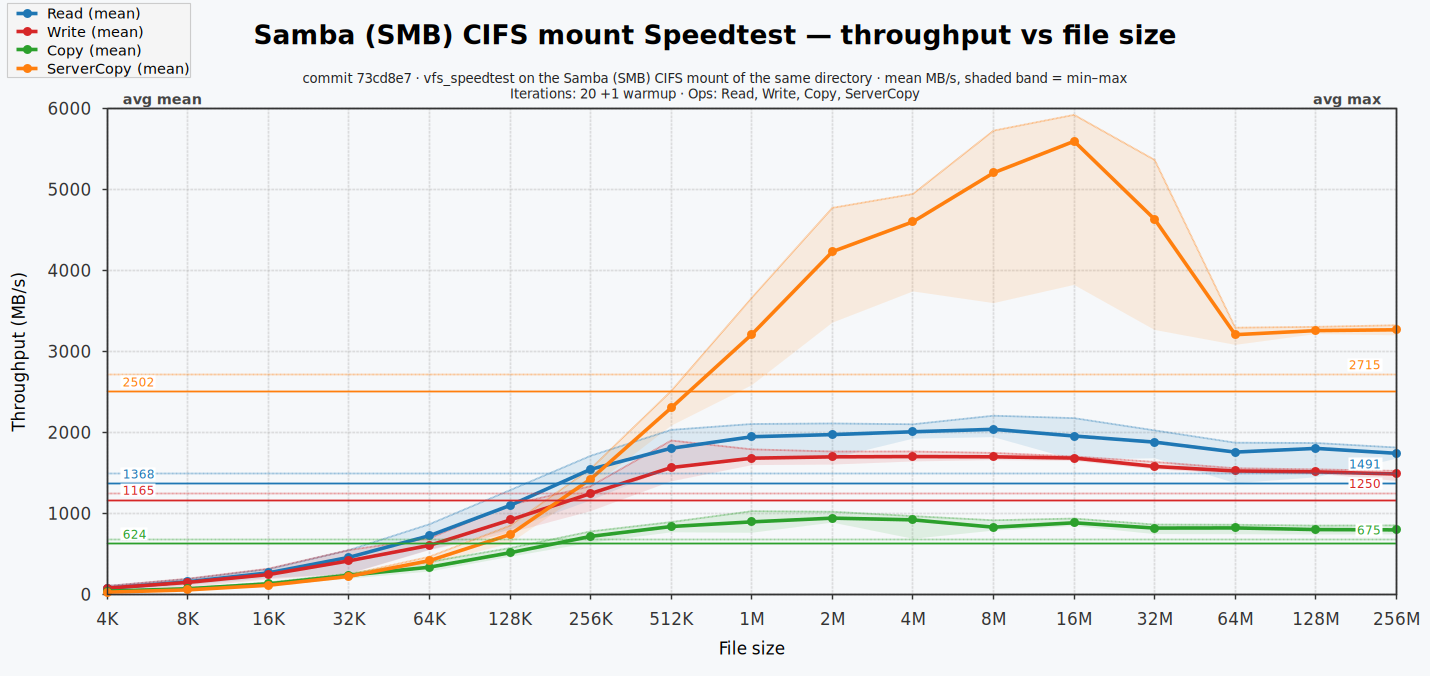 Read (mean)
Write (mean)
Copy (mean)
ServerCopy (mean)
Samba (SMB) CIFS mount Speedtest — throughput vs file size
commit 73cd8e7 · vfs_speedtest on the Samba (SMB) CIFS mount of the same directory · mean MB/s, shaded band = min–max
Iterations: 20 +1 warmup · Ops: Read, Write, Copy, ServerCopy
avg mean
avg max
6000
5000
4000
3000
2000
1000
0
Throughput (MB/s)
2502
2715
1368
1491
1165
1250
624
675
4K 8K 16K 32K 64K 128K 256K 512K 1M 2M 4M 8M 16M 32M 64M 128M 256M
File size